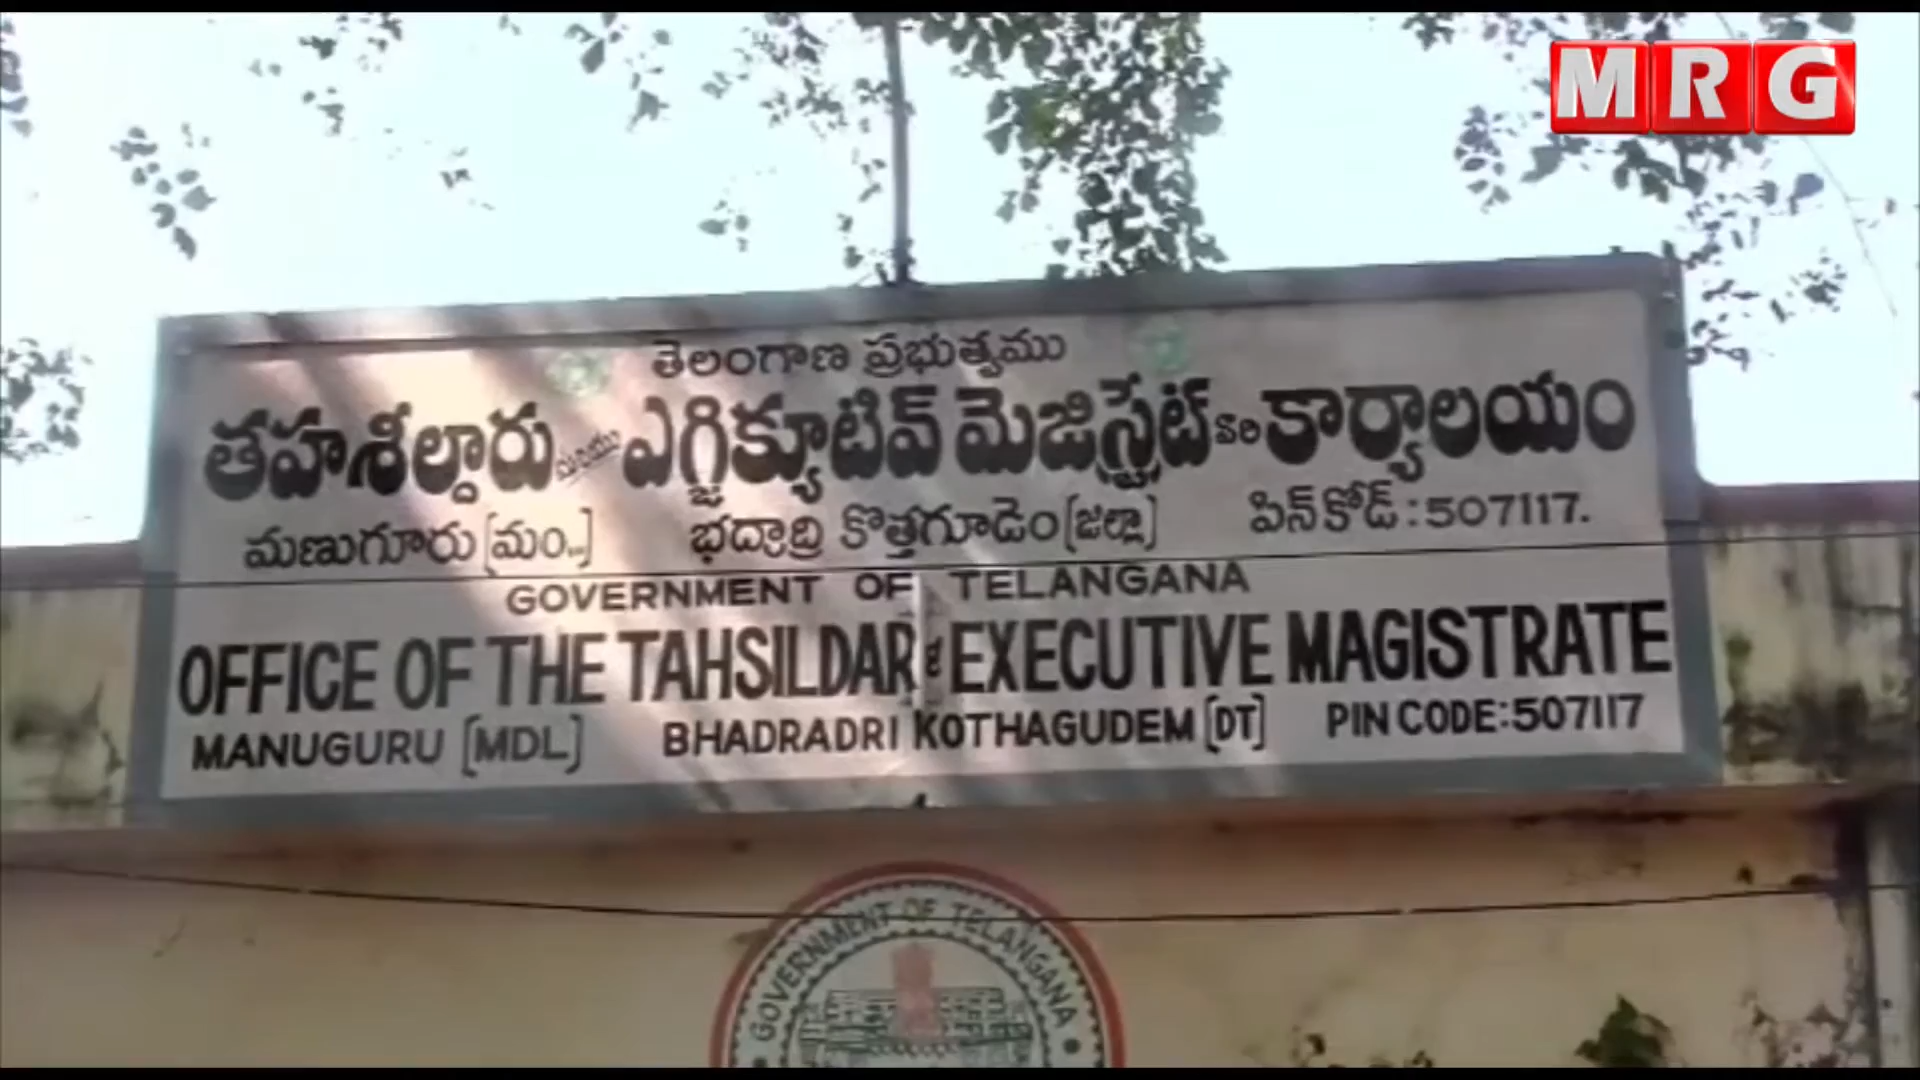 MRG
తెలంగాణ ప్రభుత్వము
తహశీల్దారు మరియు ఎగ్జిక్యూటివ్ మెజిస్ట్రేట్ వారి కార్యాలయం
మణుగూరు [మం..] భద్రాద్రి కొత్తగూడెం [జిల్లా] పిన్ కోడ్ : 507117.
GOVERNMENT OF TELANGANA
OFFICE OF THE TAHSILDAR & EXECUTIVE MAGISTRATE
MANUGURU [MDL] BHADRADRI KOTHAGUDEM [DT] PIN CODE:507117
GOVERNMENT OF TELANGANA